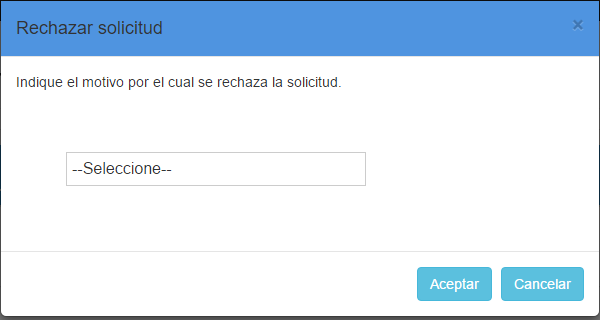 Rechazar solicitud
×
Indique el motivo por el cual se rechaza la solicitud.
--Seleccione--
Aceptar
Cancelar